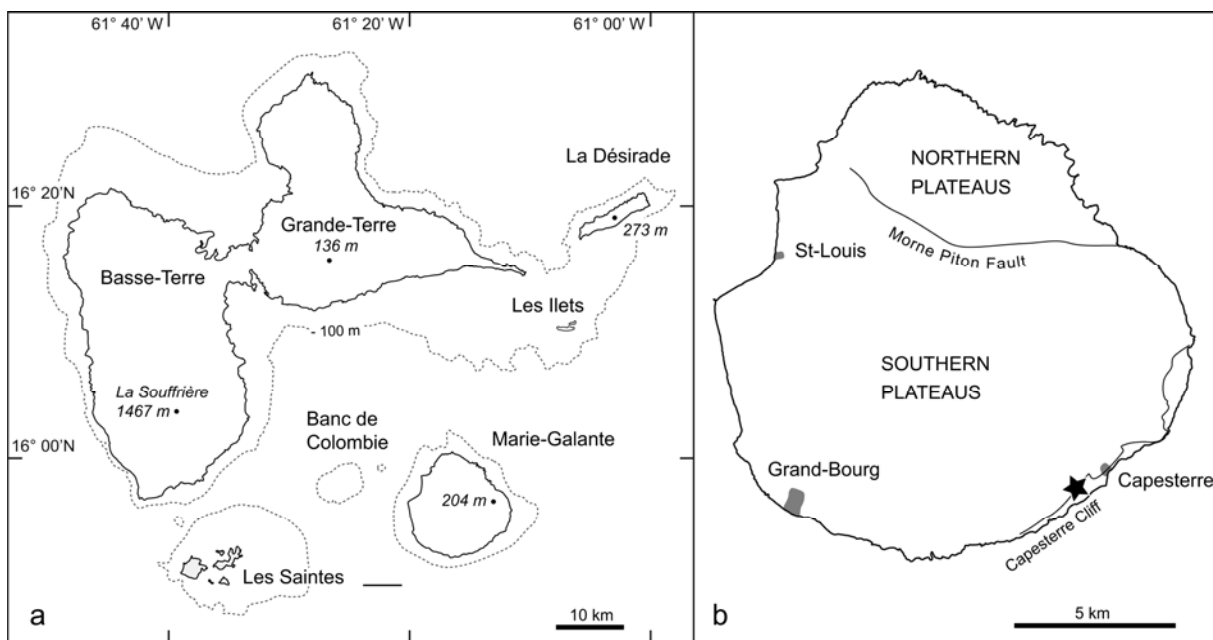 61° 40' W
61° 20' W
61° 00' W
La Désirade
16° 20'N
Grande-Terre
136 m
273 m
Basse-Terre
Les Ilets
- 100 m
La Souffrière
1467 m
Banc de
Colombie
Marie-Galante
16° 00'N
204 m
Les Saintes
a
10 km
NORTHERN
PLATEAUS
Morne Piton Fault
St-Louis
SOUTHERN
PLATEAUS
Grand-Bourg
Capesterre
Capesterre Cliff
b
5 km